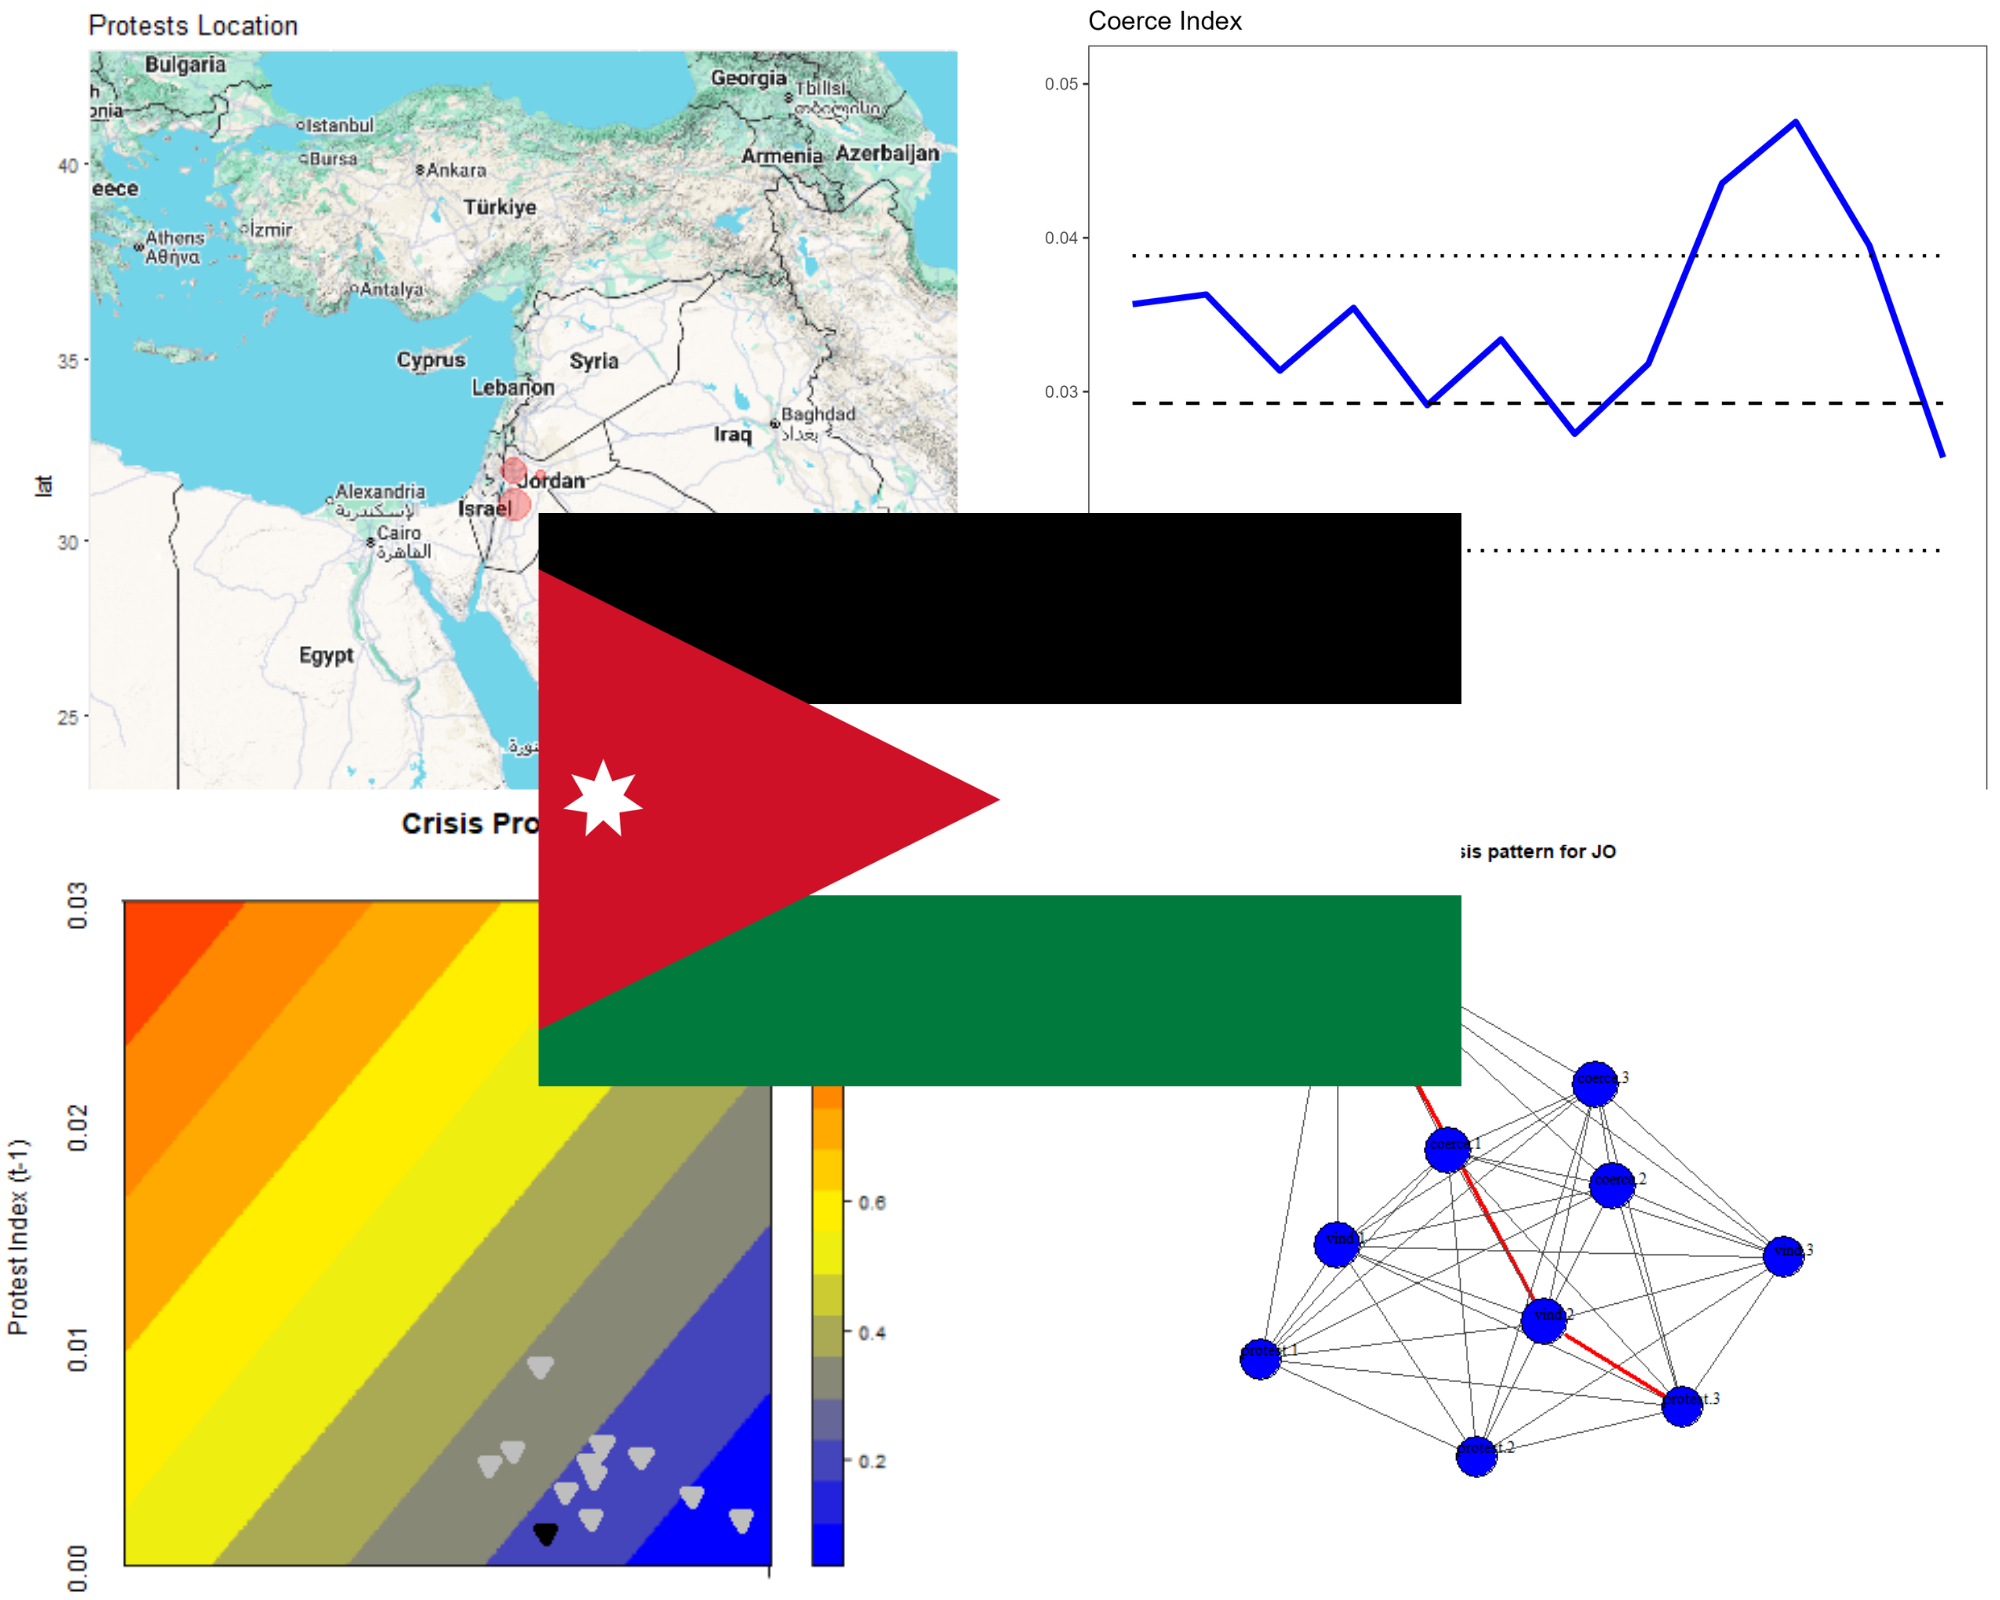 Protests Location
Bulgaria
Georgia
Tbilisi
თბილისი
h
onia
Istanbul
Bursa
Armenia
Azerbaijan
40
Ankara
eece
Türkiye
İzmir
Athens
Αθήνα
Antalya
35
Cyprus
Syria
Lebanon
Baghdad
بغداد
Iraq
Jordan
lat
Alexandria
الإسكندرية
Israel
30
Cairo
القاهرة
Egypt
25
نورة
Coerce Index
0.05
0.04
0.03
Crisis Pro
0.03
0.02
0.01
0.00
Protest Index (t-1)
0.6
0.4
0.2
sis pattern for JO
coerce.3
coerce.1
coerce.2
vind.1
vind.3
vind.2
protest.1
protest.3
protest.2